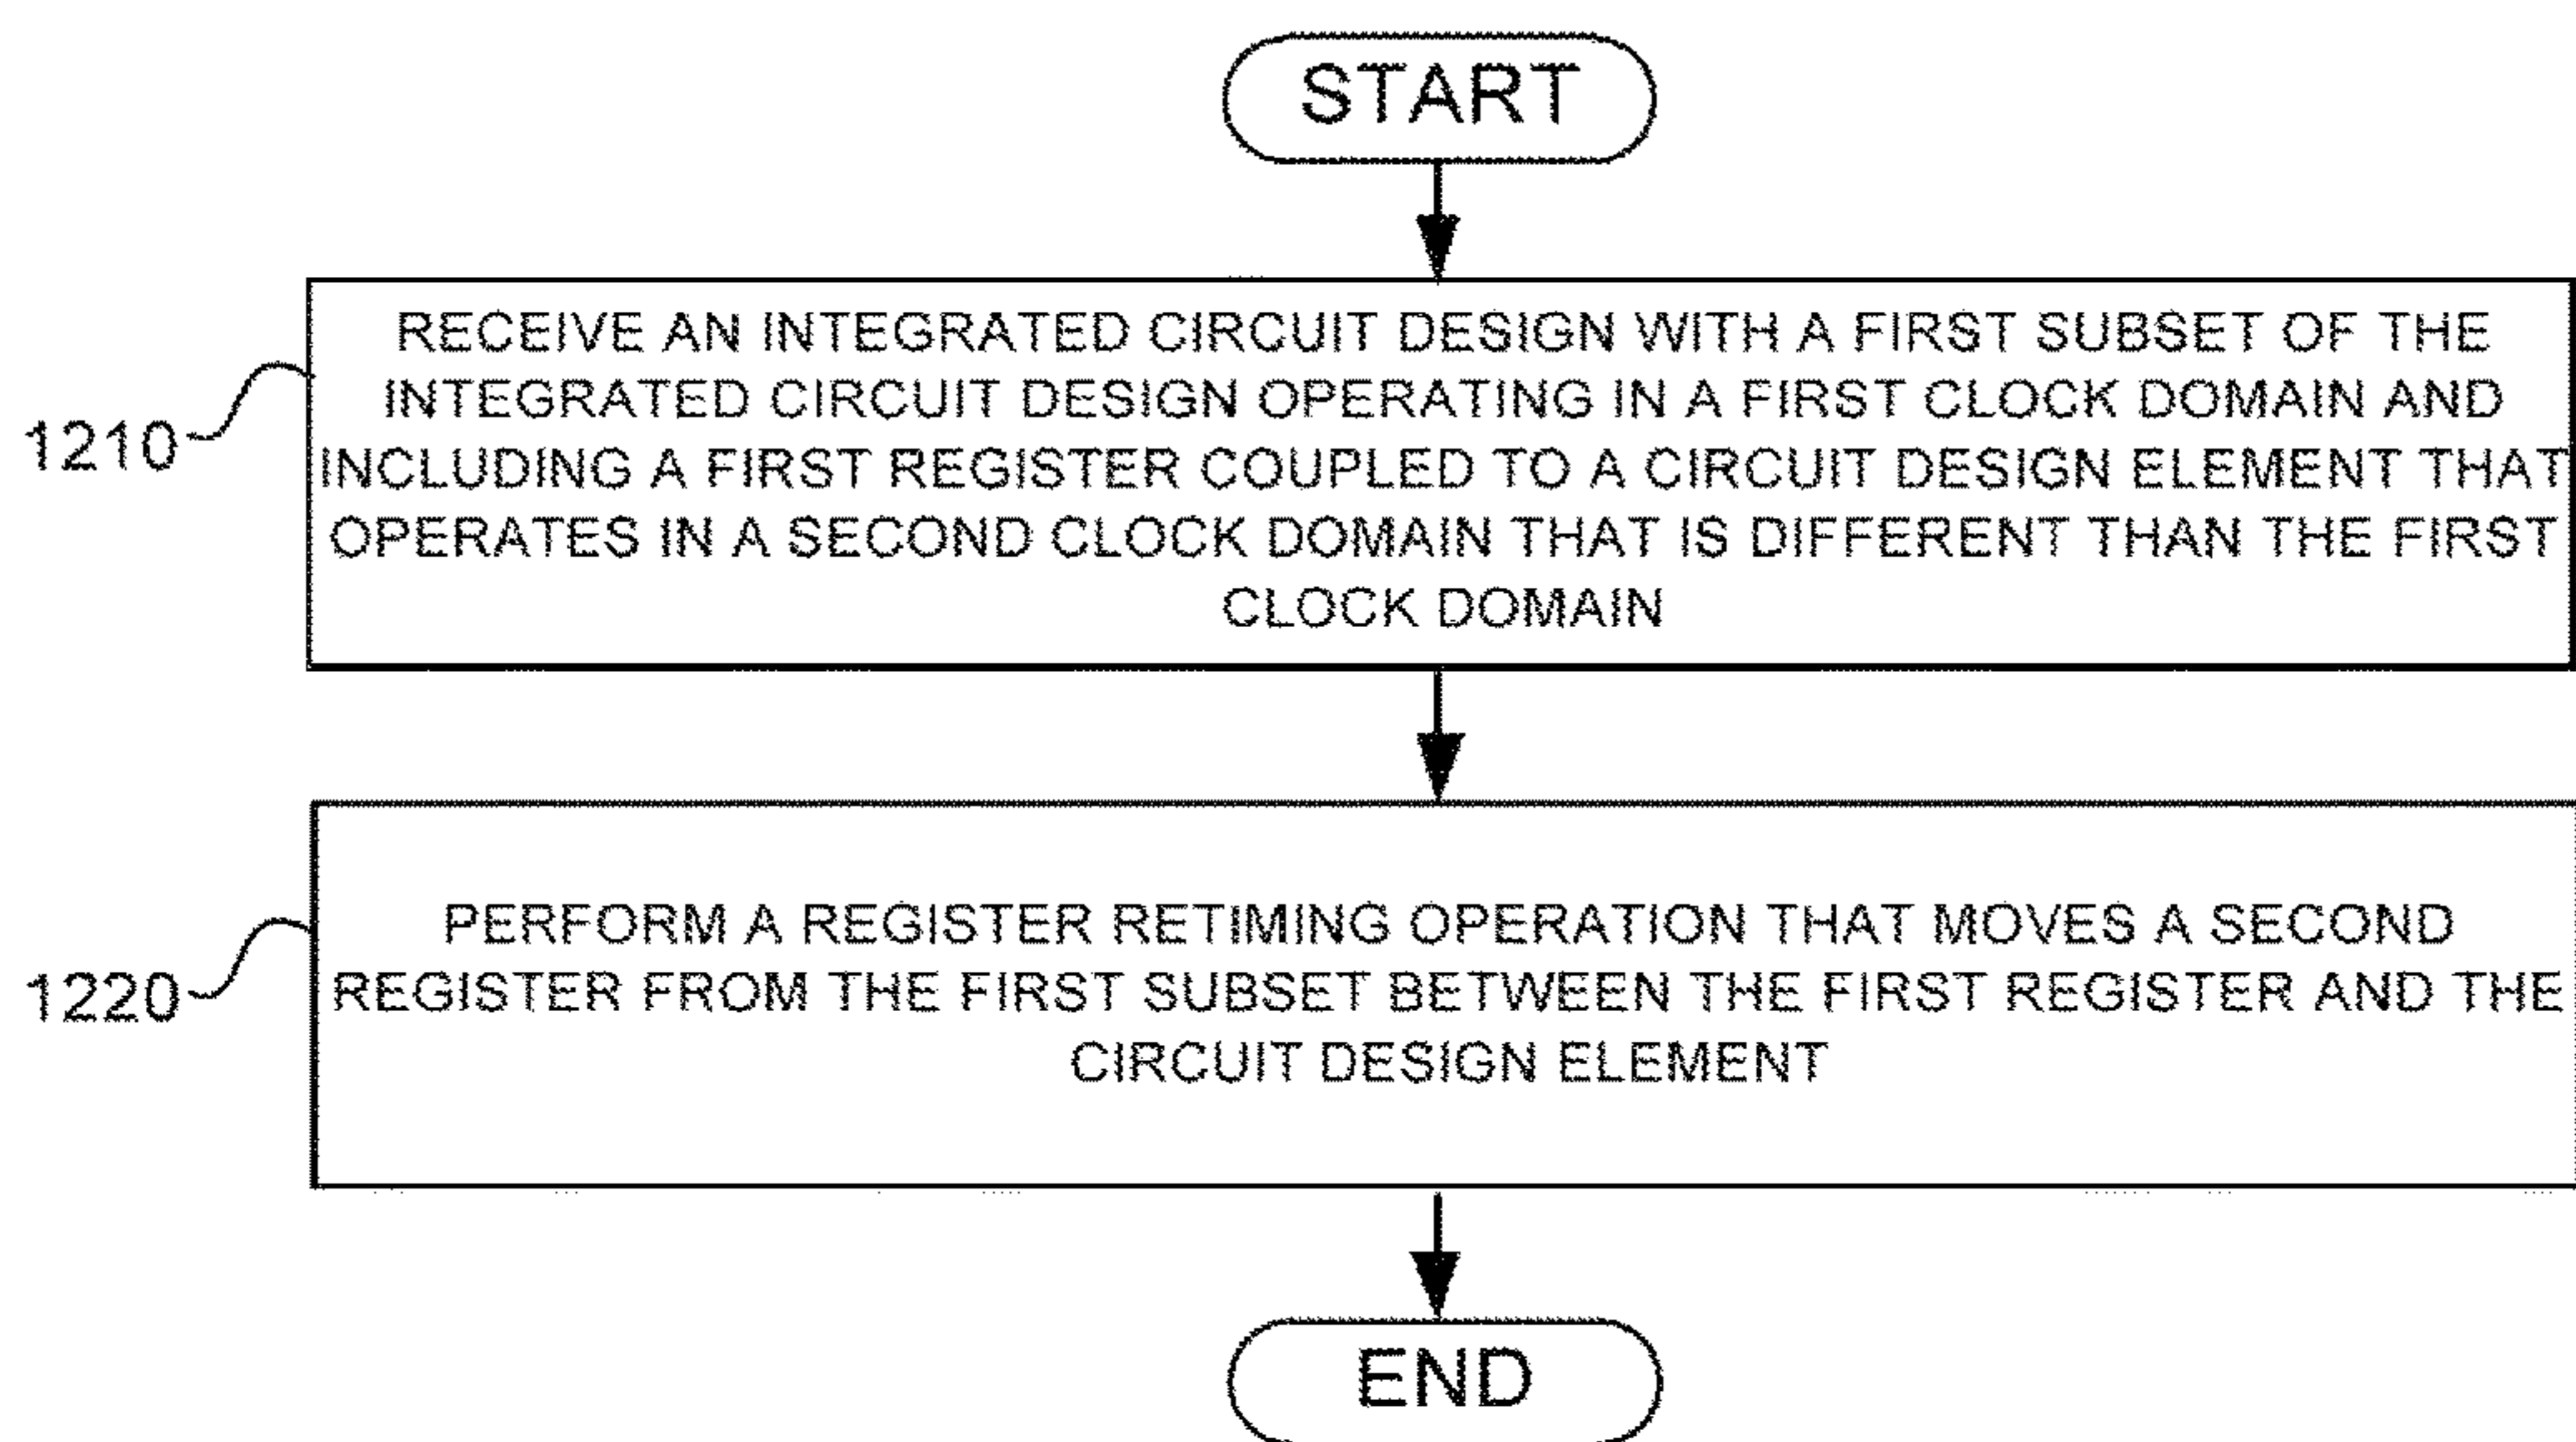 START
RECEIVE AN INTEGRATED CIRCUIT DESIGN WITH A FIRST SUBSET OF THE
INTEGRATED CIRCUIT DESIGN OPERATING IN A FIRST CLOCK DOMAIN AND
INCLUDING A FIRST REGISTER COUPLED TO A CIRCUIT DESIGN ELEMENT THAT
OPERATES IN A SECOND CLOCK DOMAIN THAT IS DIFFERENT THAN THE FIRST
CLOCK DOMAIN
1210
PERFORM A REGISTER RETIMING OPERATION THAT MOVES A SECOND
REGISTER FROM THE FIRST SUBSET BETWEEN THE FIRST REGISTER AND THE
CIRCUIT DESIGN ELEMENT
1220
END